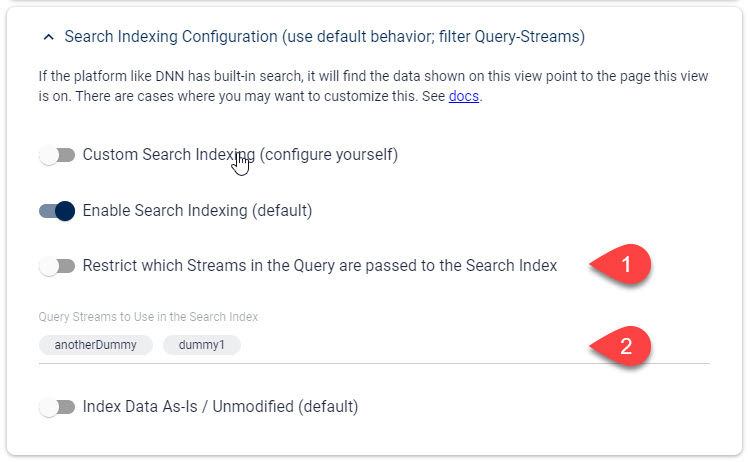 Search Indexing Configuration (use default behavior; filter Query-Streams)
If the platform like DNN has built-in search, it will find the data shown on this view point to the page this view
is on. There are cases where you may want to customize this. See docs.
Custom Search Indexing (configure yourself)
Enable Search Indexing (default)
Restrict which Streams in the Query are passed to the Search Index
1
Query Streams to Use in the Search Index
anotherDummy dummy1
2
Index Data As-Is / Unmodified (default)